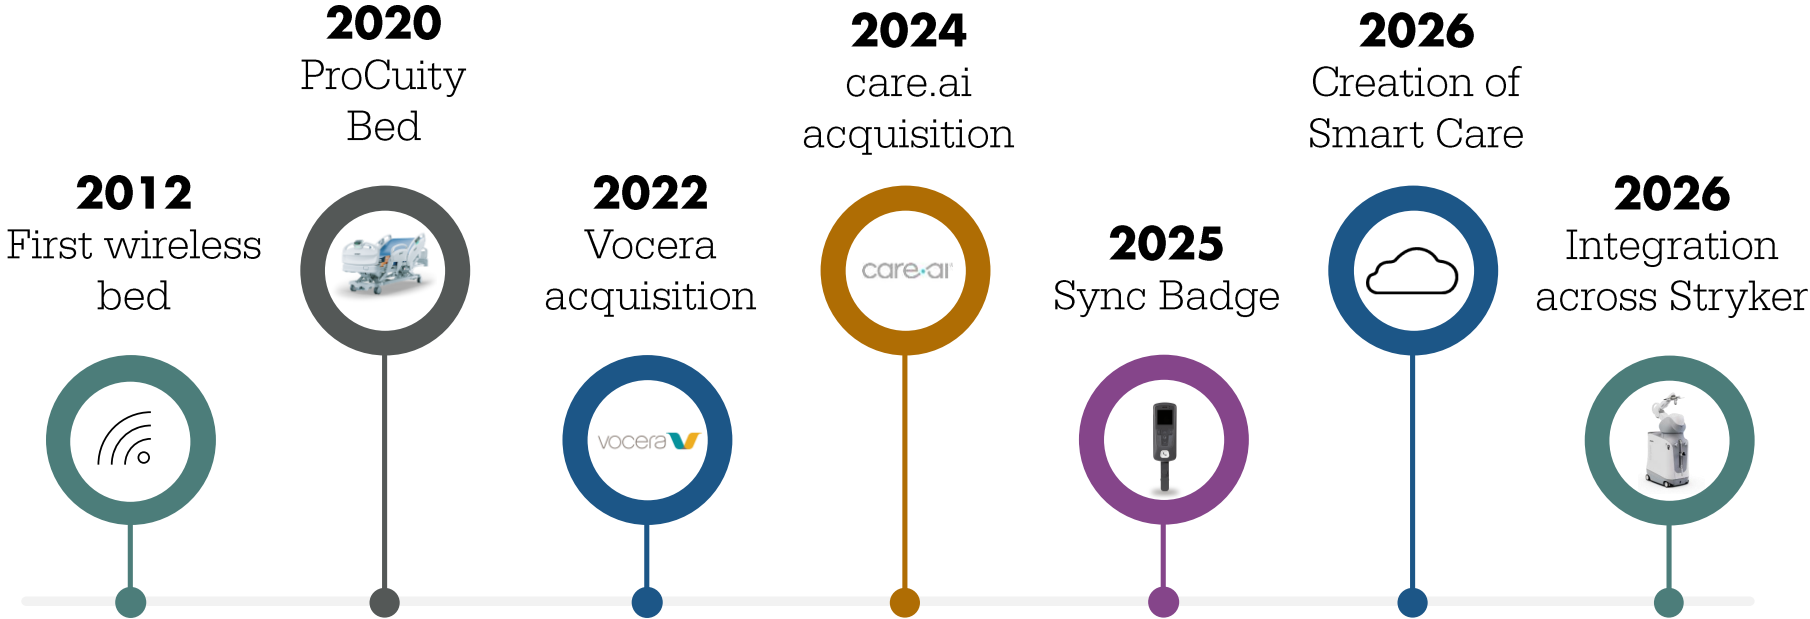 2012
First wireless
bed
2020
ProCuity
Bed
2022
Vocera
acquisition
vocera
2024
care.ai
acquisition
care.ai
2025
Sync Badge
2026
Creation of
Smart Care
2026
Integration
across Stryker